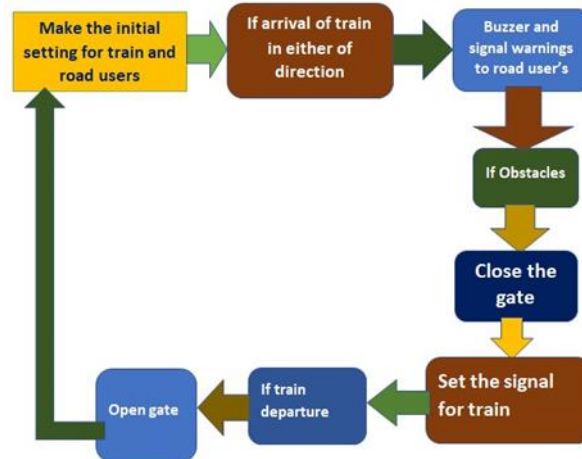 Make the initial
setting for train and
road users
If arrival of train
in either of
direction
Buzzer and
signal warnings
to road user's
If Obstacles
Close the
gate
Set the signal
for train
If train
departure
Open gate